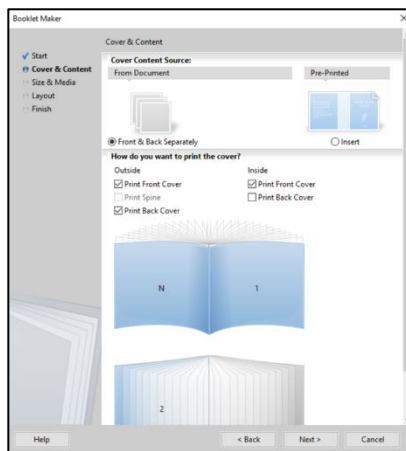 Booklet Maker
Start
Cover & Content
Size & Media
Layout
Finish
Cover & Content
Cover Content Source:
From Document
Pre-Printed
Front & Back Separately
Insert
How do you want to print the cover?
Outside
Inside
Print Front Cover
Print Front Cover
Print Spine
Print Back Cover
Print Back Cover
N
1
2
Help
< Back
Next >
Cancel